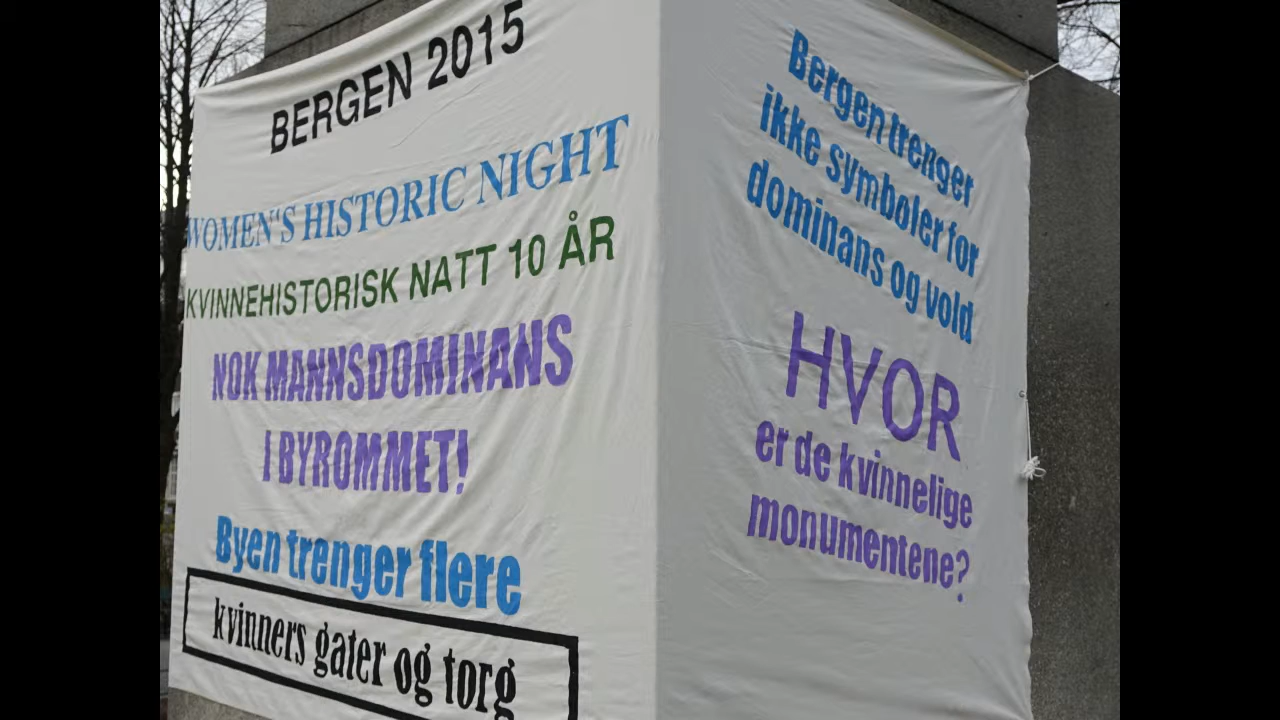 BERGEN 2015
WOMEN'S HISTORIC NIGHT
KVINNEHISTORISK NATT 10 ÅR
NOK MANNSDOMINANS
I BYROMMET!
Byen trenger flere
kvinners gater og torg
Bergen trenger
ikke symboler for
dominans og vold
HVOR
er de kvinnelige
monumentene?